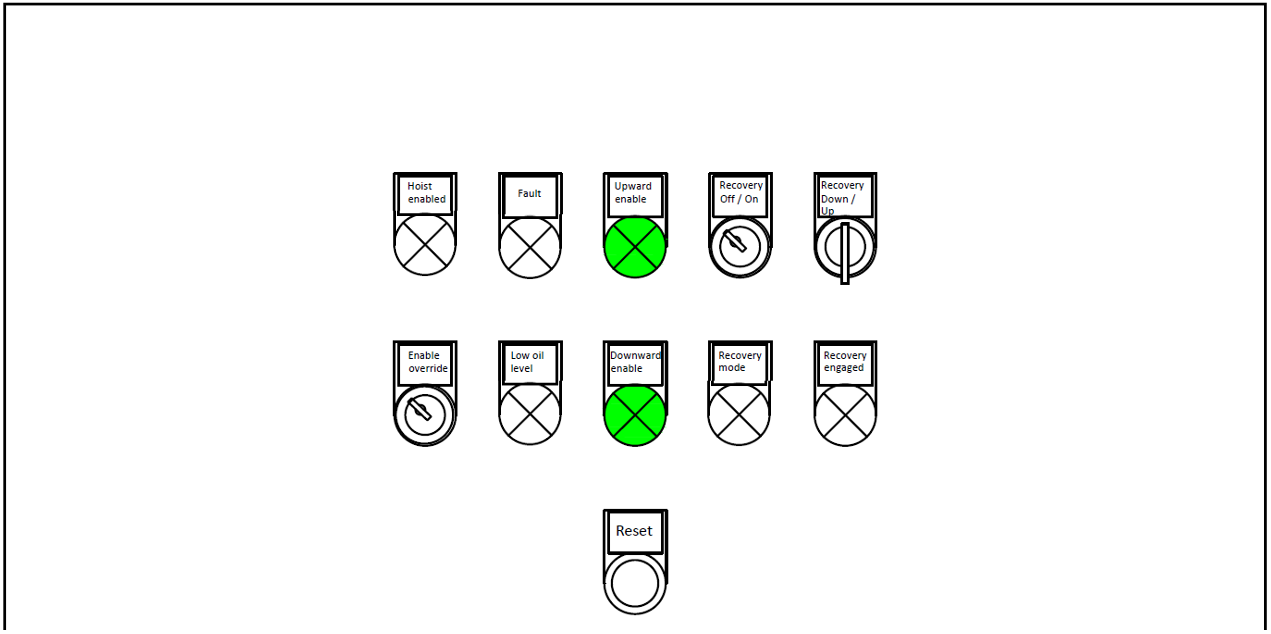 Hoist
enabled
Fault
Upward
enable
Recovery
Off / On
Recovery
Down /
Up
Enable
override
Low oil
level
Downward
enable
Recovery
mode
Recovery
engaged
Reset